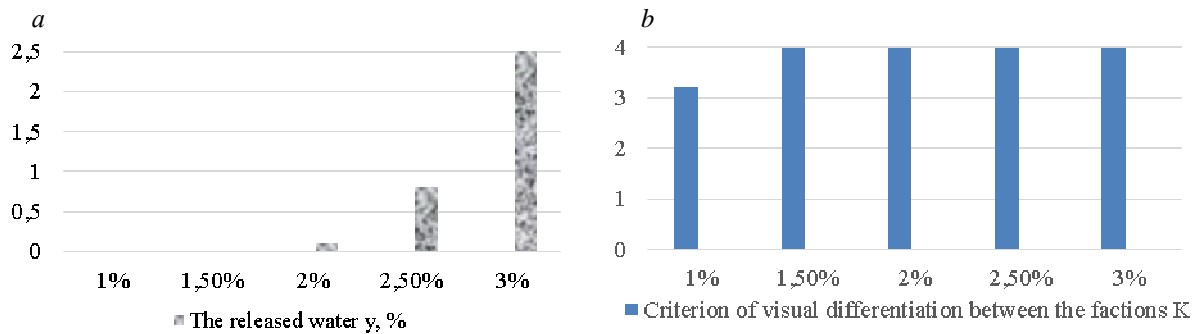 a
2,5
2
1,5
1
0,5
0
1% 1,50% 2% 2,50% 3%
The released water y, %
b
4
3
2
1
0
1% 1,50% 2% 2,50% 3%
Criterion of visual differentiation between the factions K